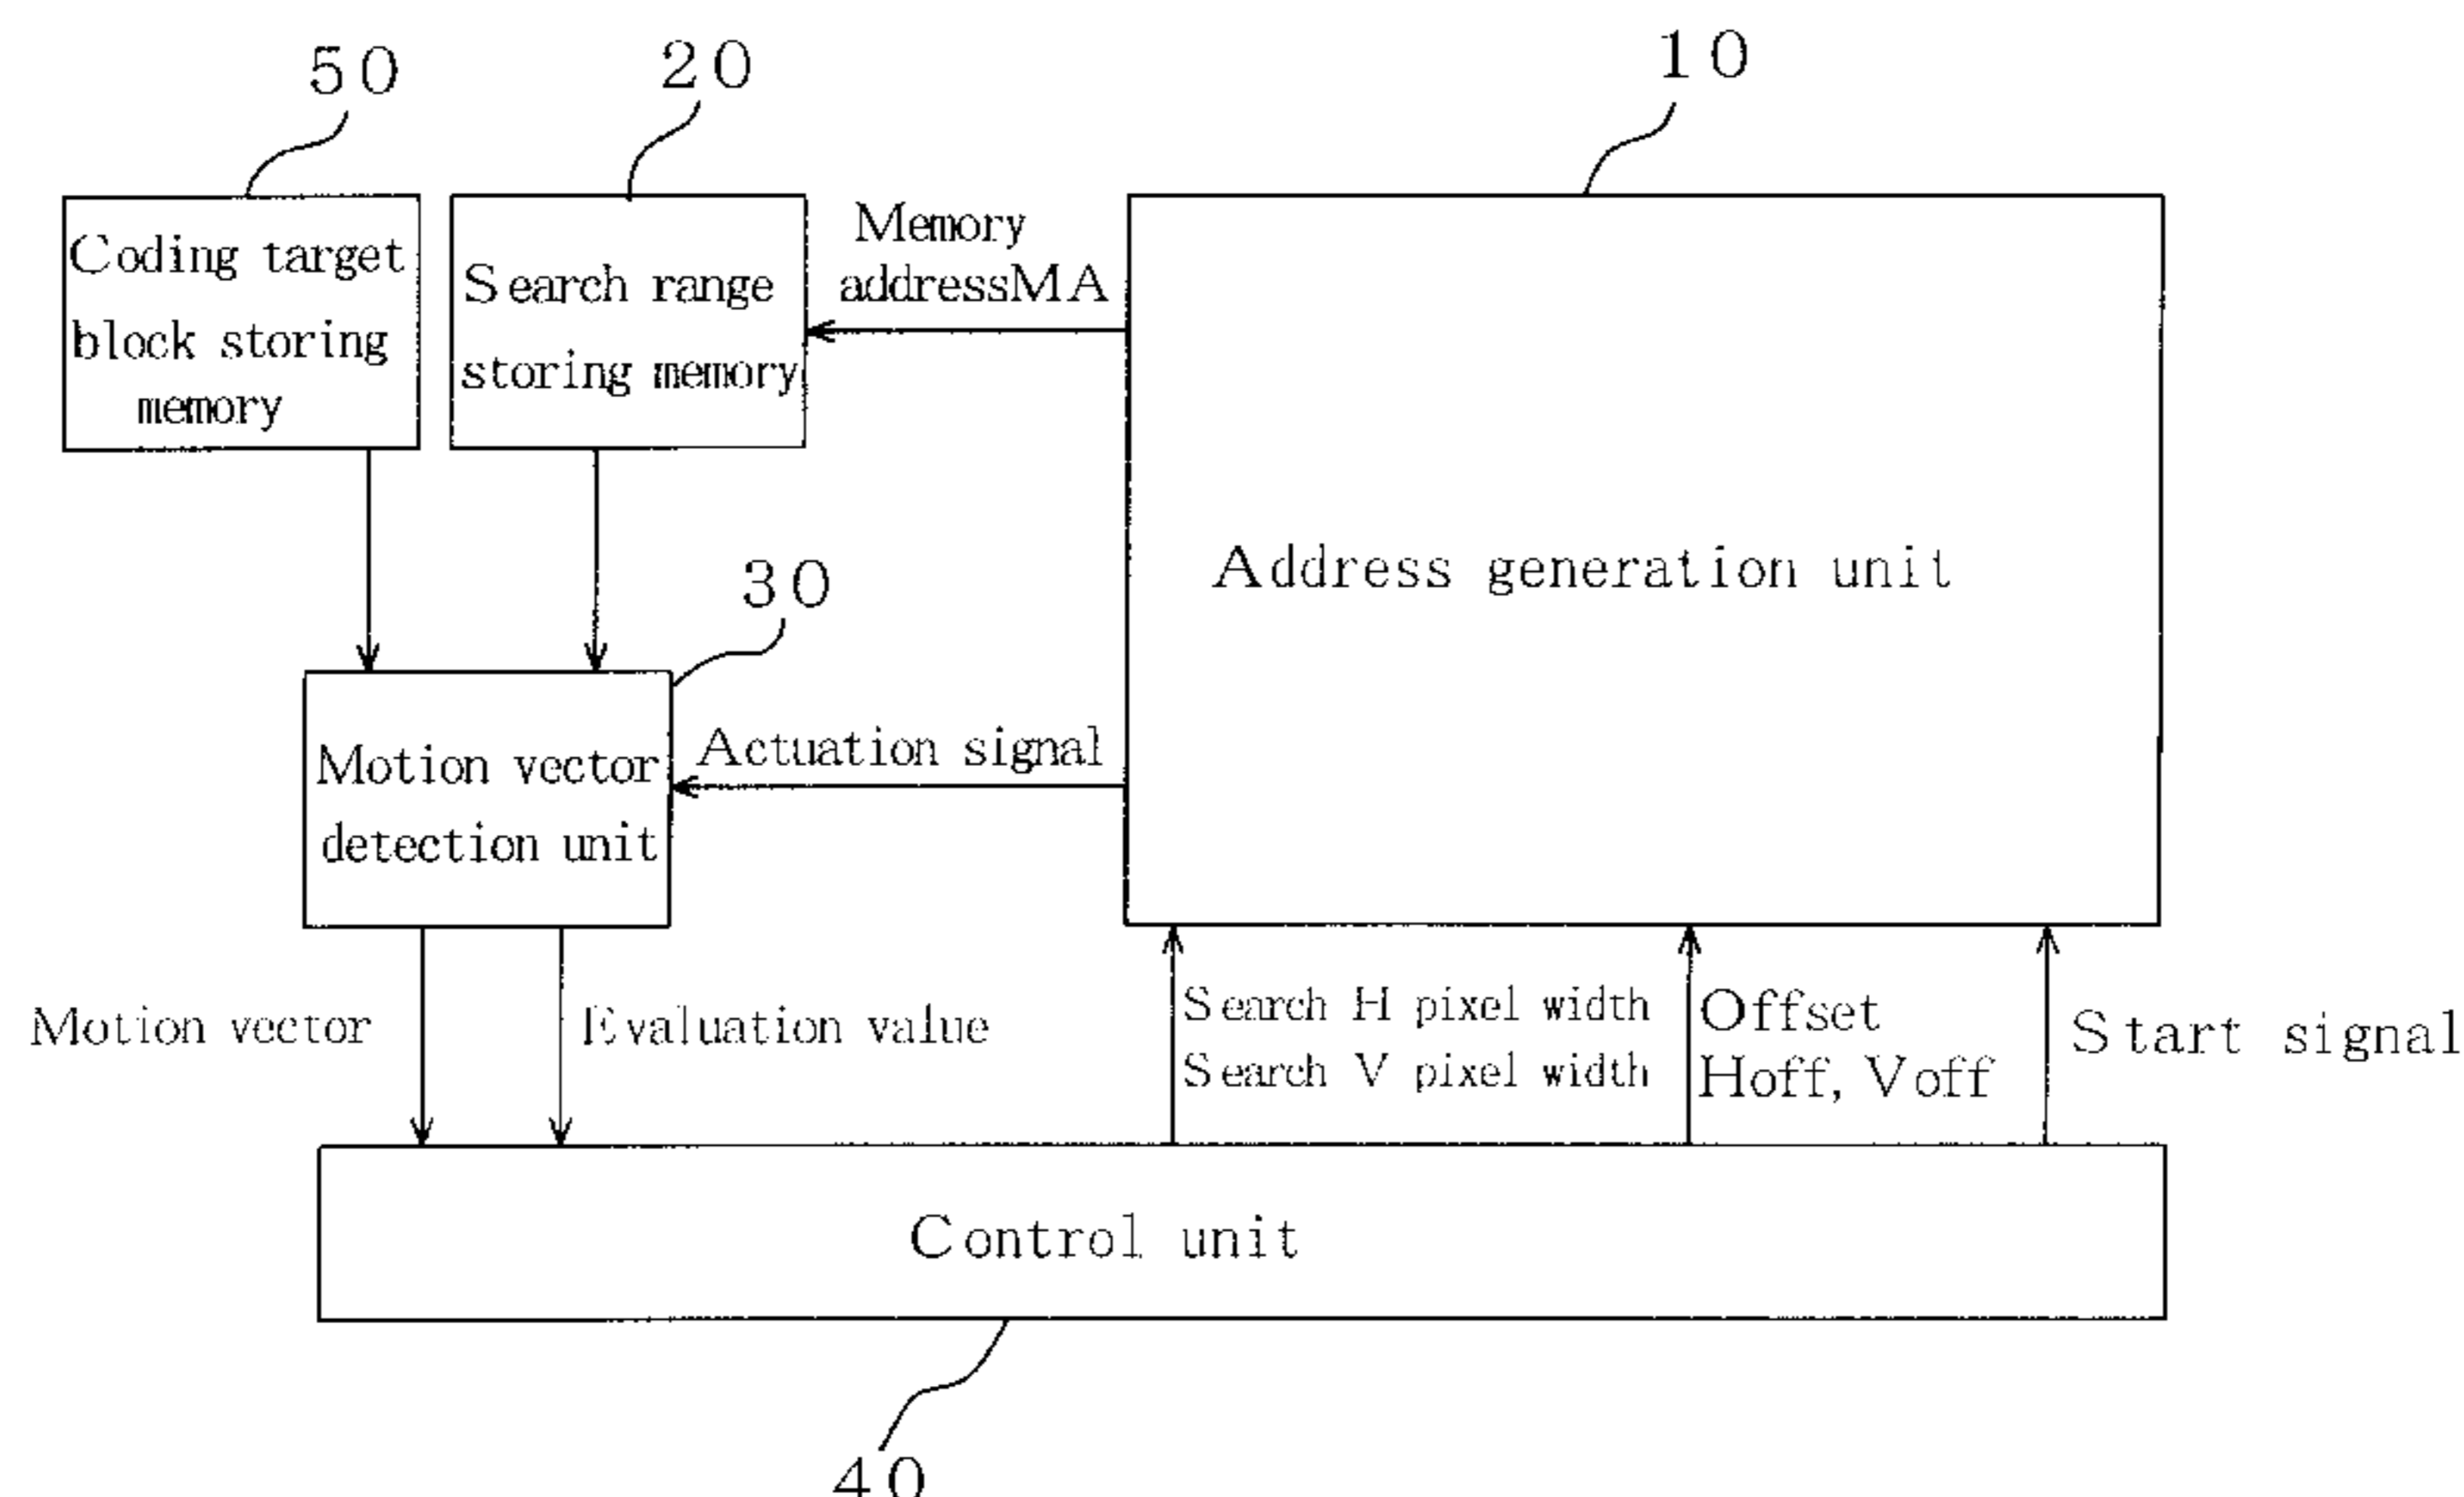 50
20
10
Coding target
block storing
memory
Search range
storing memory
Memory
addressMA
Address generation unit
30
Motion vector
detection unit
Actuation signal
Motion vector
Evaluation value
Search H pixel width
Search V pixel width
Offset
Hoff, Voff
Start signal
Control unit
40